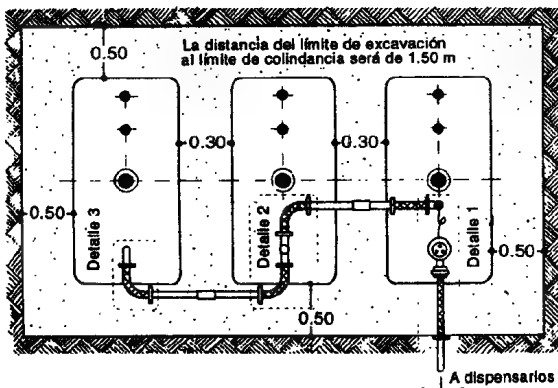 0.50
La distancia del límite de excavación
al límite de colindancia será de 1.50 m
0.30
0.30
0.50
Detalle 3
Detalle 2
Detalle 1
0.50
0.50
A dispensarios